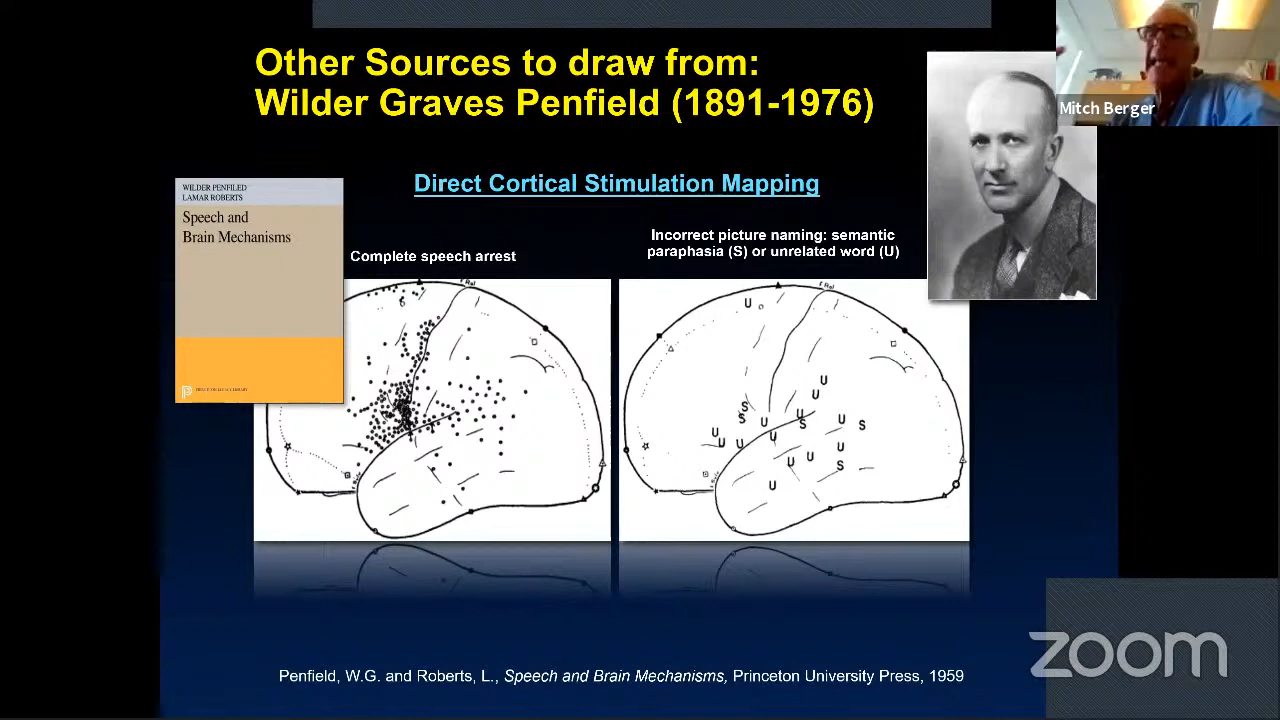 Other Sources to draw from:
Wilder Graves Penfield (1891-1976)
Mitch Berger
Direct Cortical Stimulation Mapping
WILDER PENFILED
LAMAR ROBERTS
Speech and
Brain Mechanisms
Complete speech arrest
Incorrect picture naming: semantic
paraphasia (S) or unrelated word (U)
U
U
U
S
S
U
U
S
U
S
U
U
U
U
U
U
U
U
S
U
zoom
Penfield, W.G. and Roberts, L., Speech and Brain Mechanisms, Princeton University Press, 1959